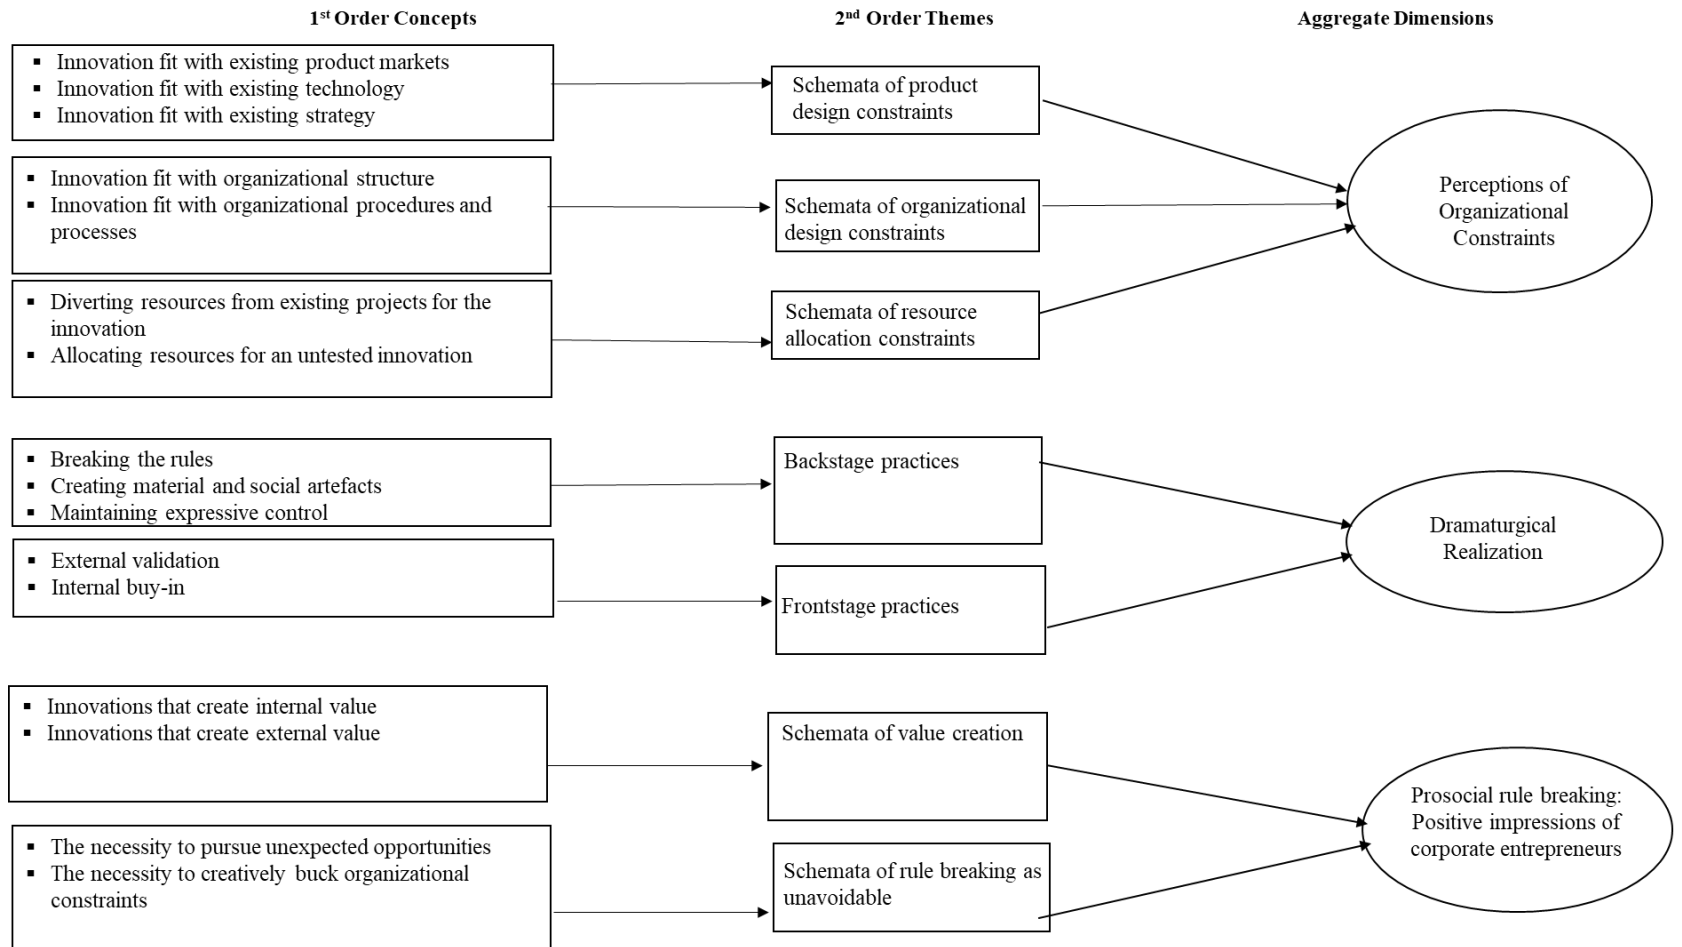 1st Order Concepts
2nd Order Themes
Aggregate Dimensions
▪ Innovation fit with existing product markets
▪ Innovation fit with existing technology
▪ Innovation fit with existing strategy
Schemata of product
design constraints
▪ Innovation fit with organizational structure
▪ Innovation fit with organizational procedures and
processes
Schemata of organizational
design constraints
▪ Diverting resources from existing projects for the
innovation
▪ Allocating resources for an untested innovation
Schemata of resource
allocation constraints
Perceptions of
Organizational
Constraints
▪ Breaking the rules
▪ Creating material and social artefacts
▪ Maintaining expressive control
Backstage practices
▪ External validation
▪ Internal buy-in
Frontstage practices
Dramaturgical
Realization
▪ Innovations that create internal value
▪ Innovations that create external value
Schemata of value creation
▪ The necessity to pursue unexpected opportunities
▪ The necessity to creatively buck organizational
constraints
Schemata of rule breaking as
unavoidable
Prosocial rule breaking:
Positive impressions of
corporate entrepreneurs